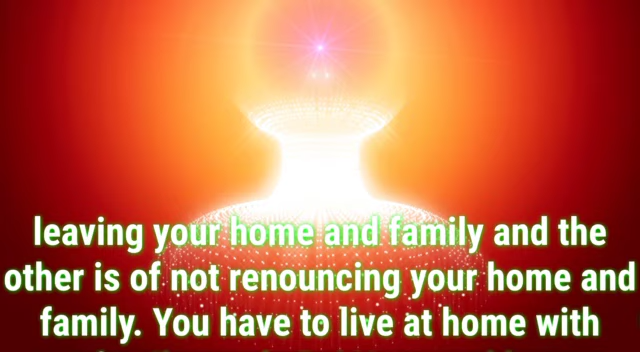 leaving your home and family and the
other is of not renouncing your home and
family. You have to live at home with